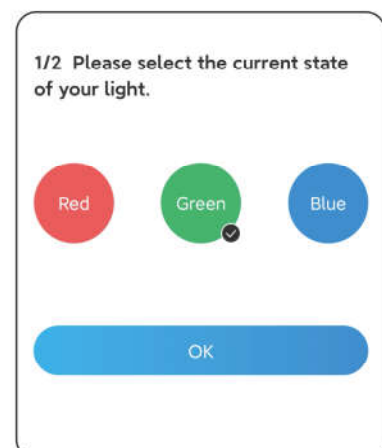 1/2 Please select the current state
of your light.
Red Green Blue
OK